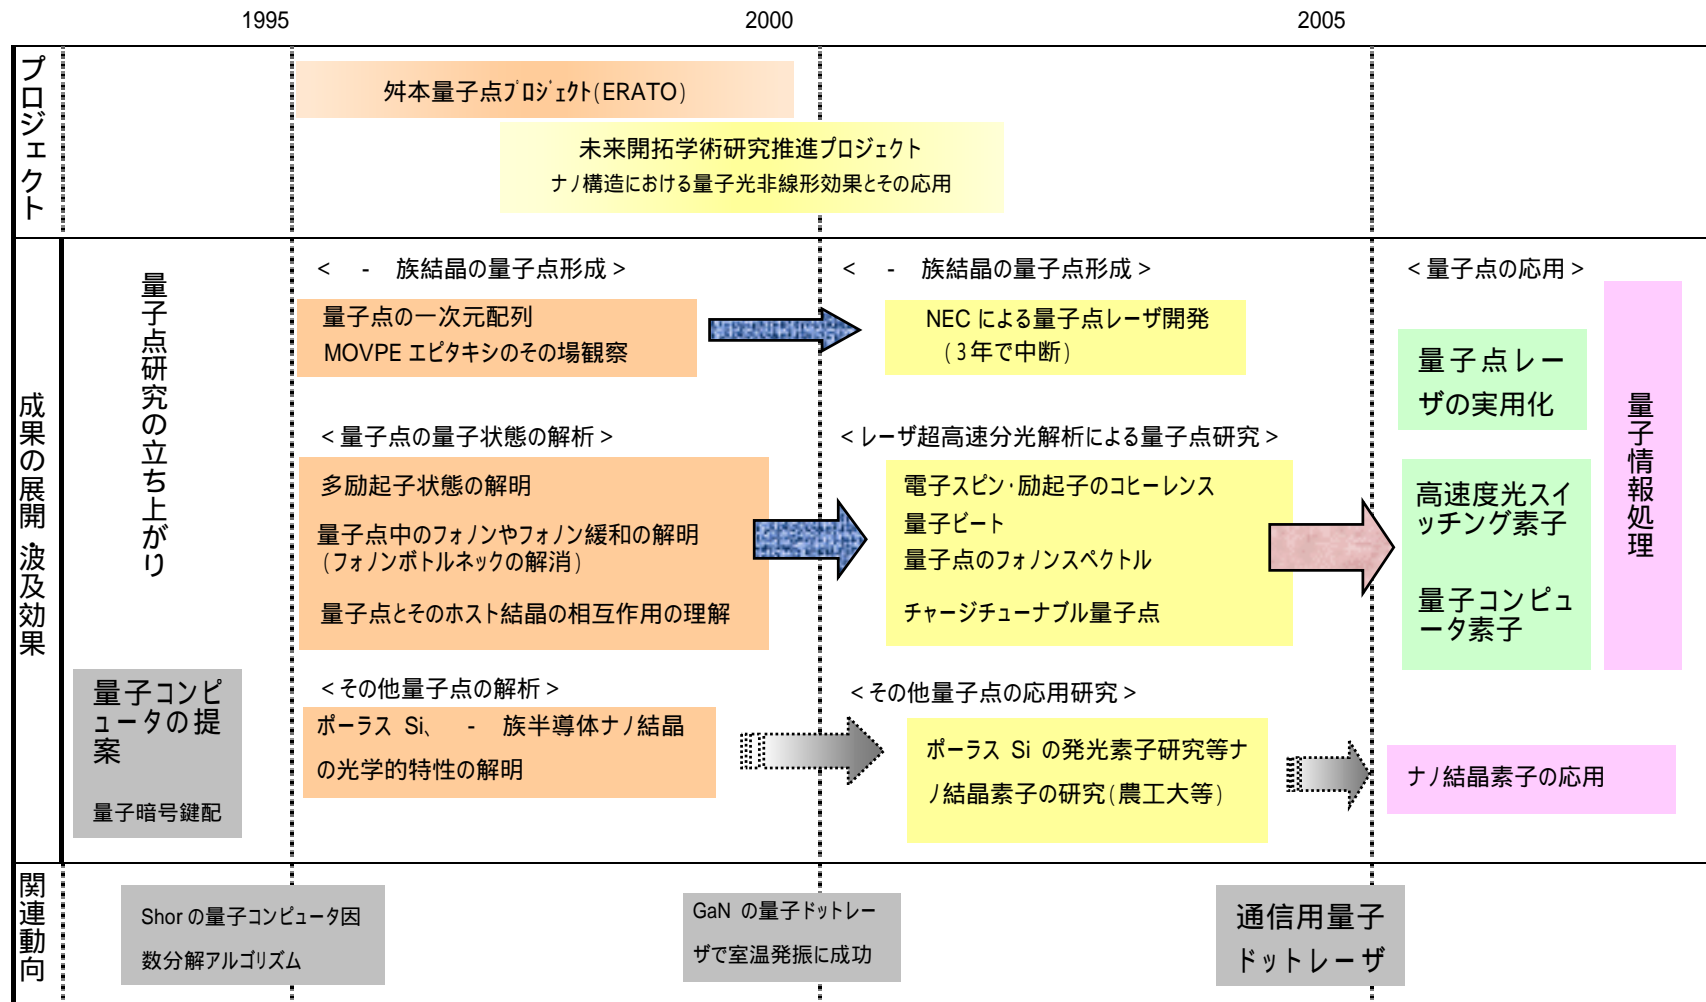 1995
2000
2005
プロジェクト
舛本量子点プロジェクト(ERATO)
未来開拓学術研究推進プロジェクト
ナノ構造における量子光非線形効果とその応用
成果の展開・波及効果
量子点研究の立ち上がり
< - 族結晶の量子点形成>
量子点の一次元配列
MOVPE エピタキシのその場観察
< - 族結晶の量子点形成>
NEC による量子点レーザ開発
(3年で中断)
<量子点の応用>
量子点レー
ザの実用化
量子情報処理
<量子点の量子状態の解析>
多励起子状態の解明
量子点中のフォノンやフォノン緩和の解明
(フォノンボトルネックの解消)
量子点とそのホスト結晶の相互作用の理解
<レーザ超高速分光解析による量子点研究>
電子スピン・励起子のコヒーレンス
量子ビート
量子点のフォノンスペクトル
チャージチューナブル量子点
高速度光スイ
ッチング素子
量子コンピュ
ータ素子
量子コンピ
ュータの提
案
量子暗号鍵配
<その他量子点の解析>
ポーラス Si、 - 族半導体ナノ結晶
の光学的特性の解明
<その他量子点の応用研究>
ポーラス Si の発光素子研究等ナ
ノ結晶素子の研究(農工大等)
ナノ結晶素子の応用
関連動向
Shor の量子コンピュータ因
数分解アルゴリズム
GaN の量子ドットレー
ザで室温発振に成功
通信用量子
ドットレーザ